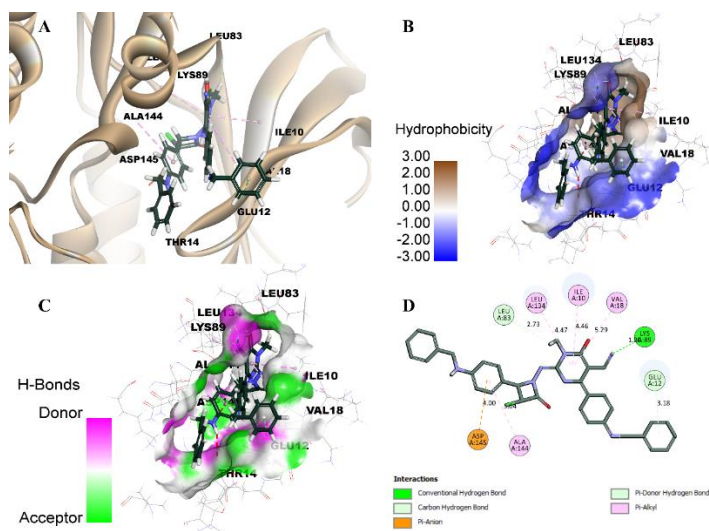 A
LEU83
LYS89
ALA144
ILE10
ASP145
GLU12
THR14
B
LEU83
LEU134
LYS89
AL
ILE10
VAL18
GLU12
Hydrophobicity
3.00
2.00
1.00
0.00
-1.00
-2.00
-3.00
C
LEU83
LEU134
LYS89
AL
ILE10
VAL18
GLU12
THR14
H-Bonds
Donor
Acceptor
D
LEU
A:83
LEU
A:134
ILE
A:10
VAL
A:18
LYS
GLU
A:12
ASP
A:145
ALA
A:144
2.73
4.47
4.46
5.29
3.18
4.00
Interactions
Conventional Hydrogen Bond
Carbon Hydrogen Bond
Pi-Anion
Pi-Donor Hydrogen Bond
Pi-Alkyl